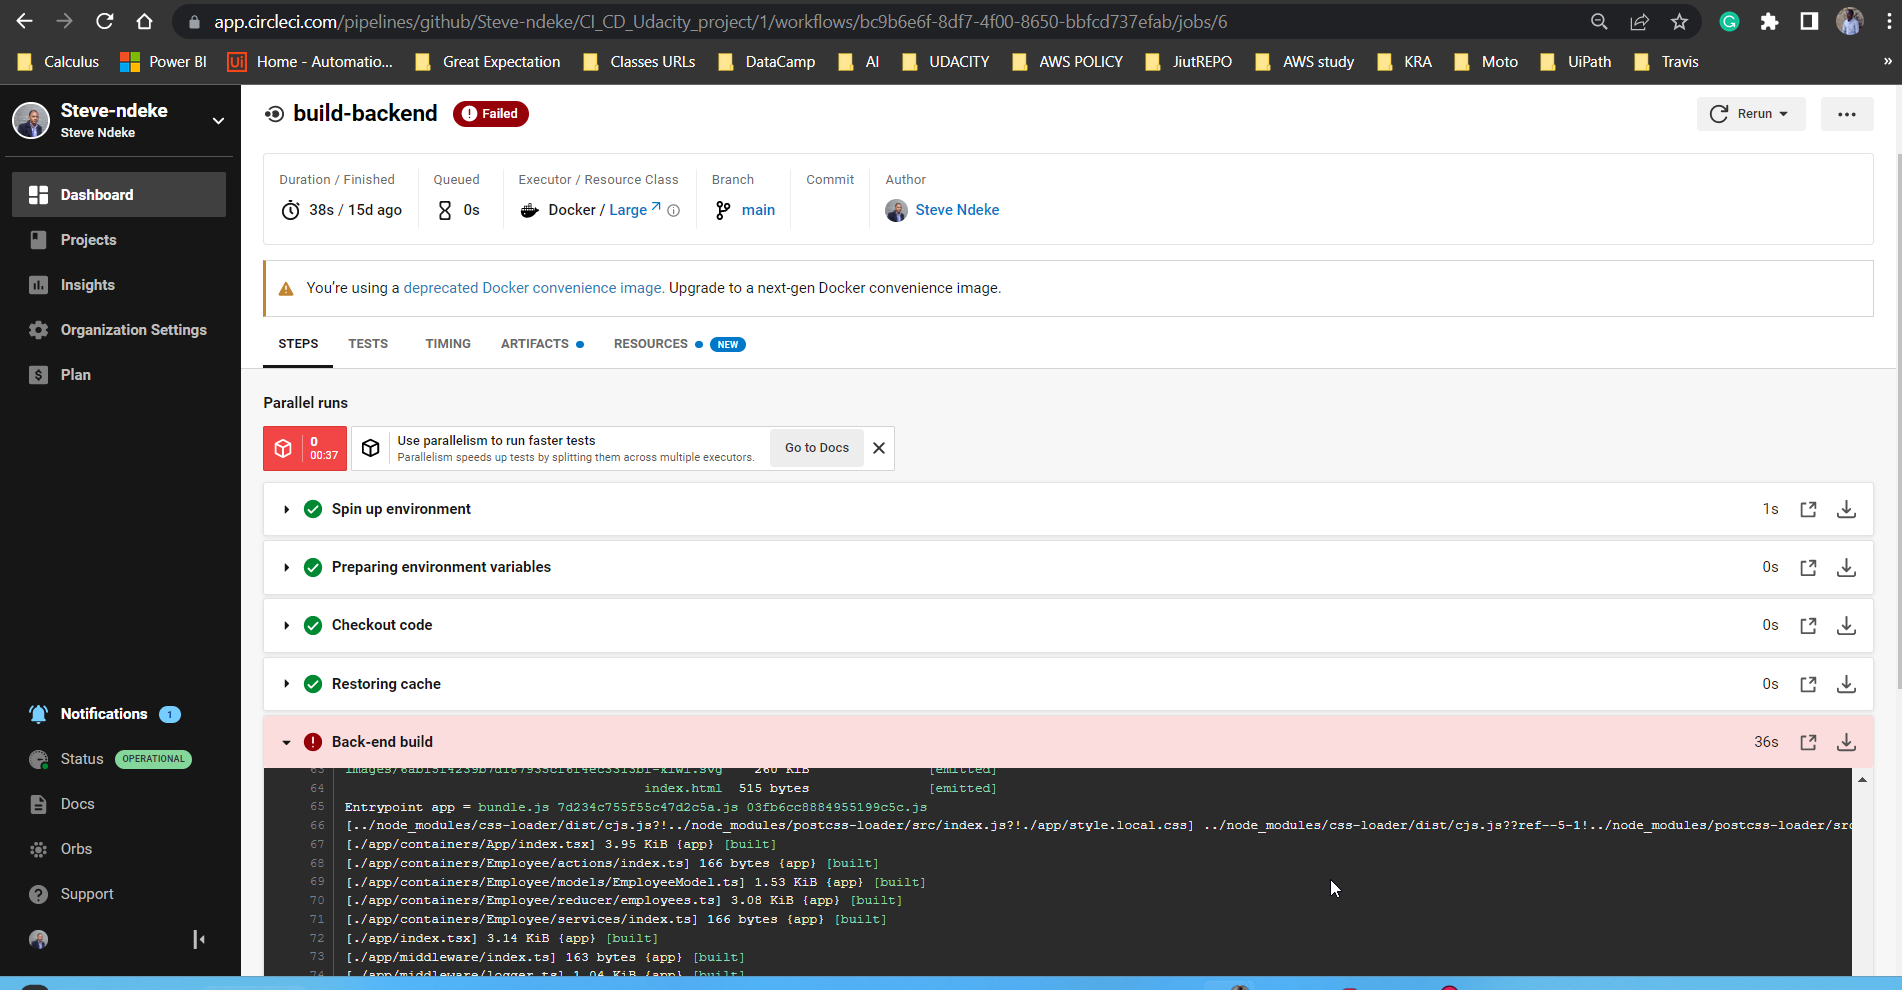 app.circleci.com/pipelines/github/Steve-ndeke/CI_CD_Udacity_project/1/workflows/bc9b6e6f-8df7-4f00-8650-bbfcd737efab/jobs/6
Calculus Power BI Home - Automatio... Great Expectation Classes URLs DataCamp AI UDACITY AWS POLICY JiutREPO AWS study KRA Moto UiPath Travis »
Steve-ndeke
Steve Ndeke
Dashboard
Projects
Insights
Organization Settings
Plan
Notifications 1
Status OPERATIONAL
Docs
Orbs
Support
build-backend Failed
Rerun
Duration / Finished Queued Executor / Resource Class Branch Commit Author
38s / 15d ago 0s Docker / Large main Steve Ndeke
You're using a deprecated Docker convenience image. Upgrade to a next-gen Docker convenience image.
STEPS TESTS TIMING ARTIFACTS RESOURCES NEW
Parallel runs
0
00:37
Use parallelism to run faster tests
Parallelism speeds up tests by splitting them across multiple executors.
Go to Docs
Spin up environment 1s
Preparing environment variables 0s
Checkout code 0s
Restoring cache 0s
Back-end build 36s
63 260 KiB [emitted]
64 index.html 515 bytes [emitted]
65 Entrypoint app = bundle.js 7d234c755f55c47d2c5a.js 03fb6cc8884955199c5c.js
66 [../node_modules/css-loader/dist/cjs.js?!../node_modules/postcss-loader/src/index.js?!./app/style.local.css] ../node_modules/css-loader/dist/cjs.js??ref--5-1!../node_modules/postcss-loader/src
67 [./app/containers/App/index.tsx] 3.95 KiB {app} [built]
68 [./app/containers/Employee/actions/index.ts] 166 bytes {app} [built]
69 [./app/containers/Employee/models/EmployeeModel.ts] 1.53 KiB {app} [built]
70 [./app/containers/Employee/reducer/employees.ts] 3.08 KiB {app} [built]
71 [./app/containers/Employee/services/index.ts] 166 bytes {app} [built]
72 [./app/index.tsx] 3.14 KiB {app} [built]
73 [./app/middleware/index.ts] 163 bytes {app} [built]
74 [./app/middleware/logger.ts] 1.04 KiB {app} [built]